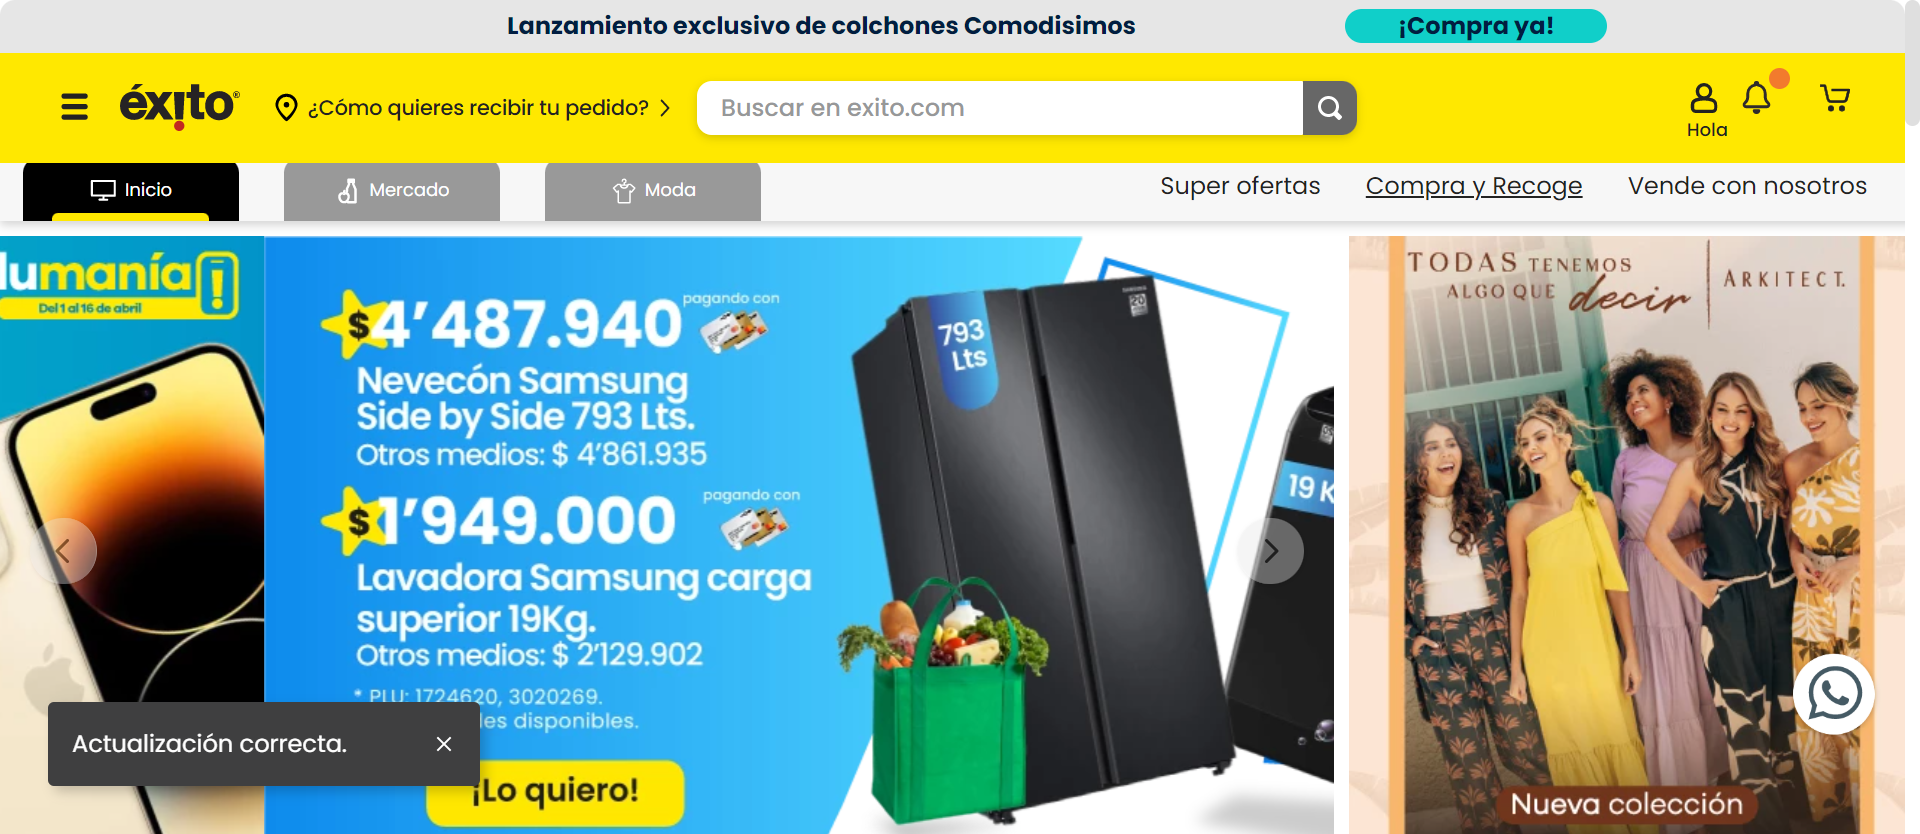 Lanzamiento exclusivo de colchones Comodisimos
¡Compra ya!
éxito
¿Cómo quieres recibir tu pedido?
Buscar en exito.com
Hola
Inicio
Mercado
Moda
Super ofertas
Compra y Recoge
Vende con nosotros
lumanía
Del 1 al 16 de abril
$4'487.940
pagando con
Nevecón Samsung
Side by Side 793 Lts.
Otros medios: $ 4'861.935
$1'949.000
pagando con
Lavadora Samsung carga
superior 19Kg.
Otros medios: $ 2'129.902
* PLU: 1724620, 3020269.
les disponibles.
¡Lo quiero!
793
Lts
SAMSUNG
20
19 K
TODAS TENEMOS
ALGO QUE decir
ARKITECT.
Nueva colección
Actualización correcta.